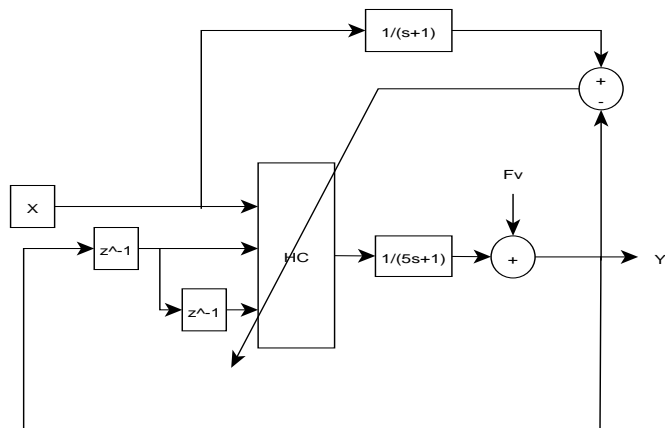 1/(s+1)
+
-
Fv
X
z^-1
HC
1/(5s+1)
+
Y
z^-1